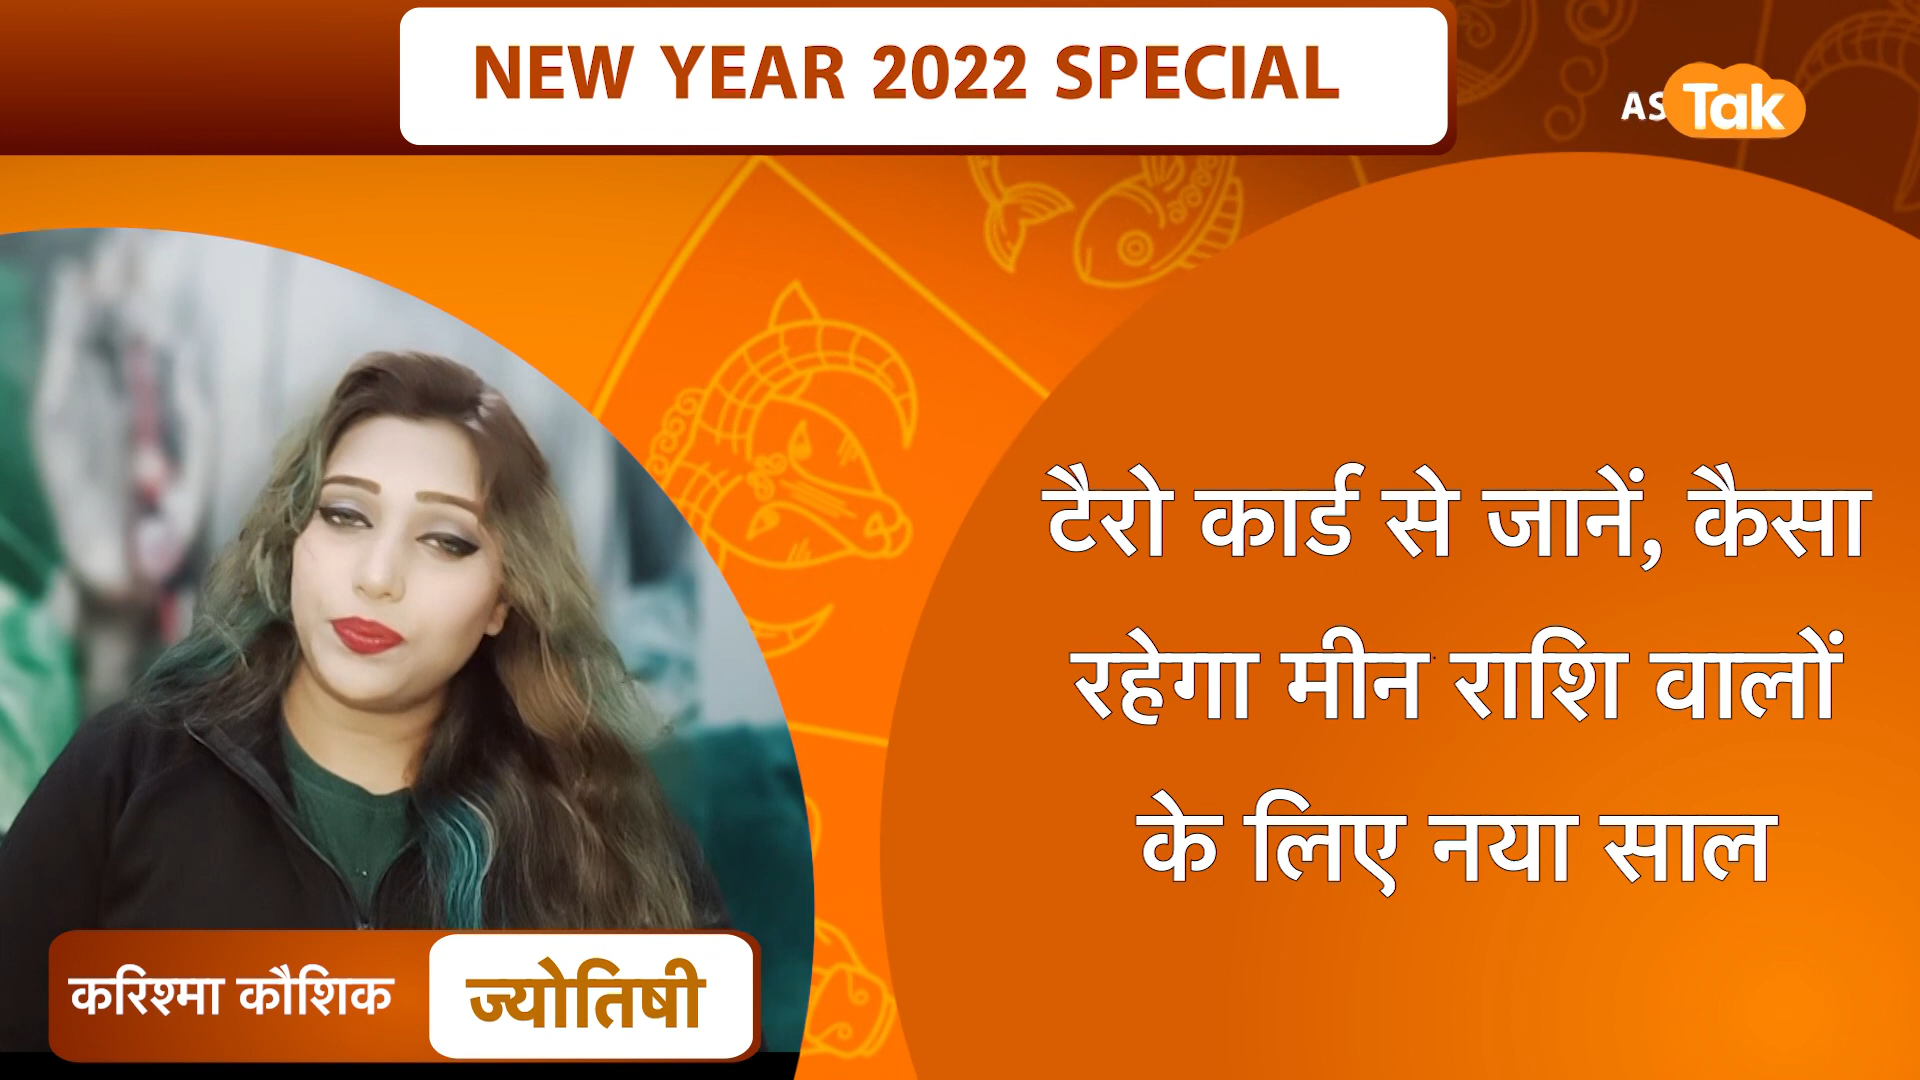 NEW YEAR 2022 SPECIAL
AS Tak
टैरो कार्ड से जानें, कैसा
रहेगा मीन राशि वालों
के लिए नया साल
करिश्मा कौशिक
ज्योतिषी